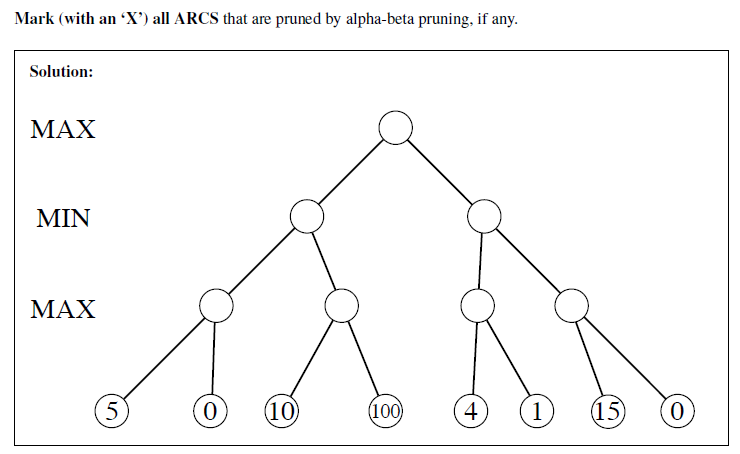 Mark (with an ‘X’) all ARCS that are pruned by alpha-beta pruning, if any.
Solution:
MAX
MIN
MAX
5 0 10 100 4 1 15 0